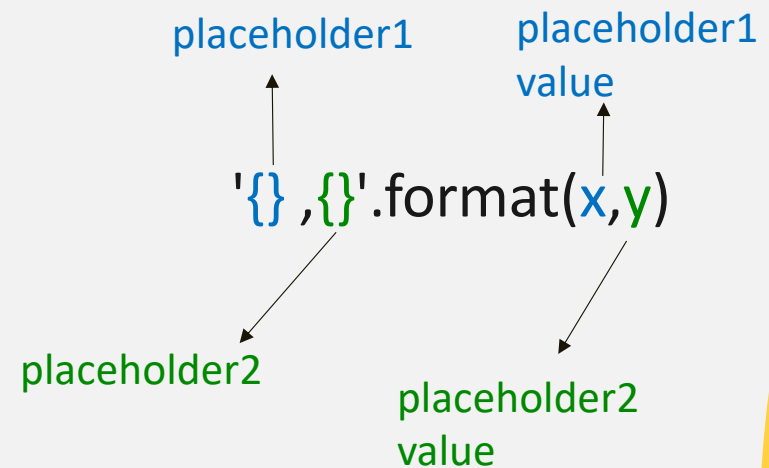 placeholder1
placeholder1
value
'{} ,{}'.format(x,y)
placeholder2
placeholder2
value